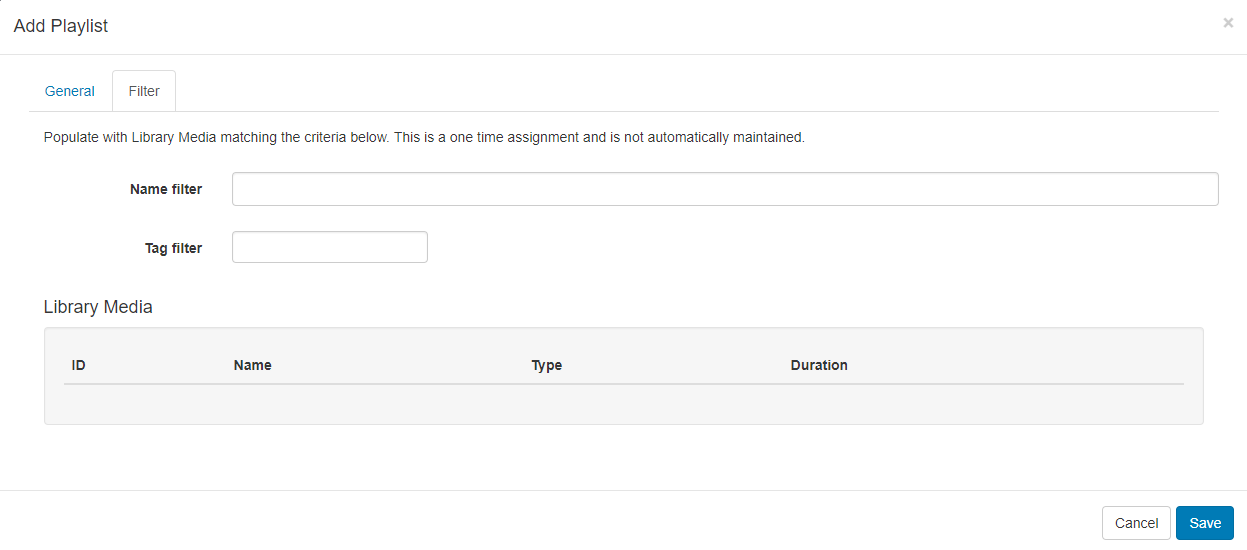 Add Playlist ×
General Filter
Populate with Library Media matching the criteria below. This is a one time assignment and is not automatically maintained.
Name filter
Tag filter
Library Media
ID Name Type Duration
Cancel Save